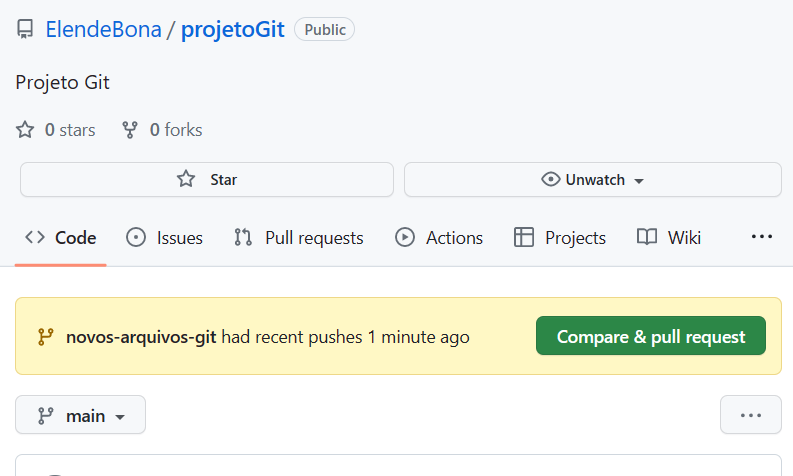 ElendeBona / projetoGit Public
Projeto Git
0 stars 0 forks
Star Unwatch
Code Issues Pull requests Actions Projects Wiki ...
novos-arquivos-git had recent pushes 1 minute ago Compare & pull request
main ...